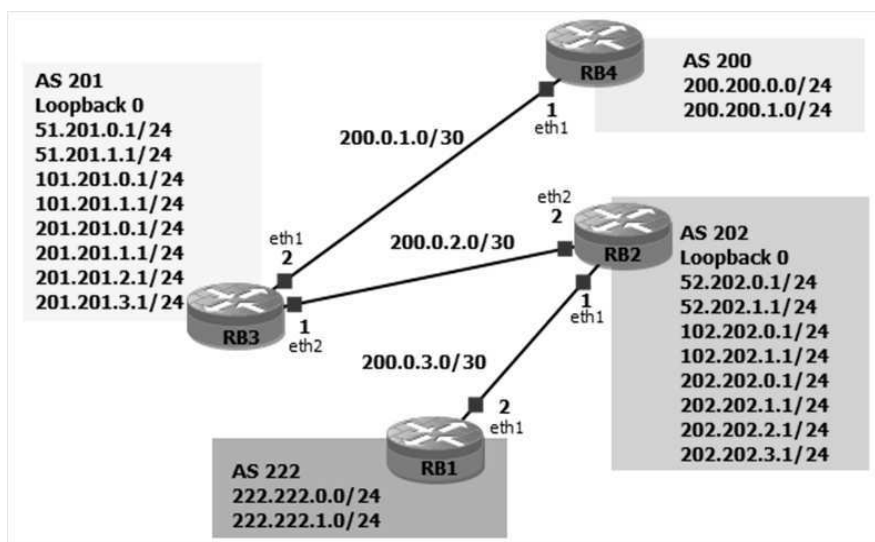 AS 201
Loopback 0
51.201.0.1/24
51.201.1.1/24
101.201.0.1/24
101.201.1.1/24
201.201.0.1/24
201.201.1.1/24
201.201.2.1/24
201.201.3.1/24
RB4
AS 200
200.200.0.0/24
200.200.1.0/24
1
eth1
200.0.1.0/30
eth2
2
200.0.2.0/30
eth1
2
RB3
1
eth2
RB2
1
eth1
AS 202
Loopback 0
52.202.0.1/24
52.202.1.1/24
102.202.0.1/24
102.202.1.1/24
202.202.0.1/24
202.202.1.1/24
202.202.2.1/24
202.202.3.1/24
200.0.3.0/30
2
eth1
RB1
AS 222
222.222.0.0/24
222.222.1.0/24